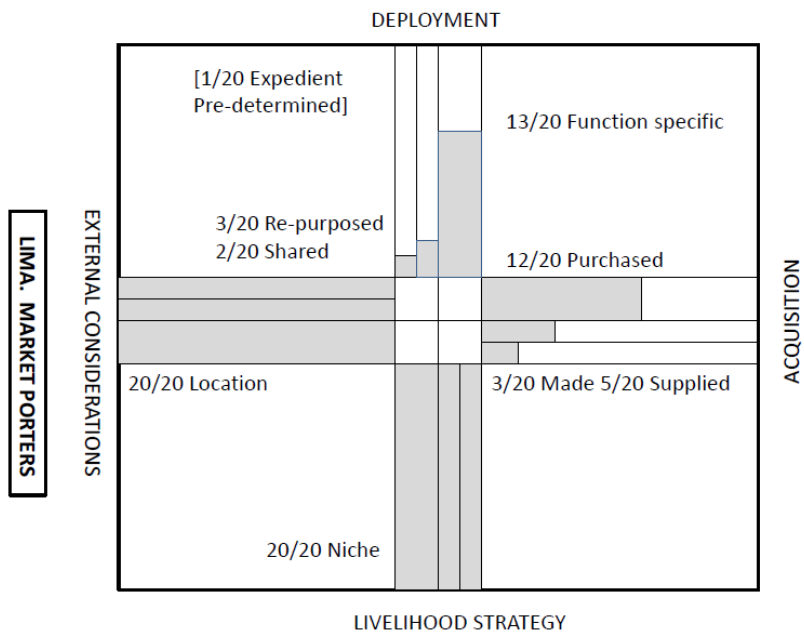 DEPLOYMENT
[1/20 Expedient
Pre-determined]
13/20 Function specific
3/20 Re-purposed
2/20 Shared
12/20 Purchased
LIMA. MARKET PORTERS
EXTERNAL CONSIDERATIONS
ACQUISITION
20/20 Location
3/20 Made 5/20 Supplied
20/20 Niche
LIVELIHOOD STRATEGY